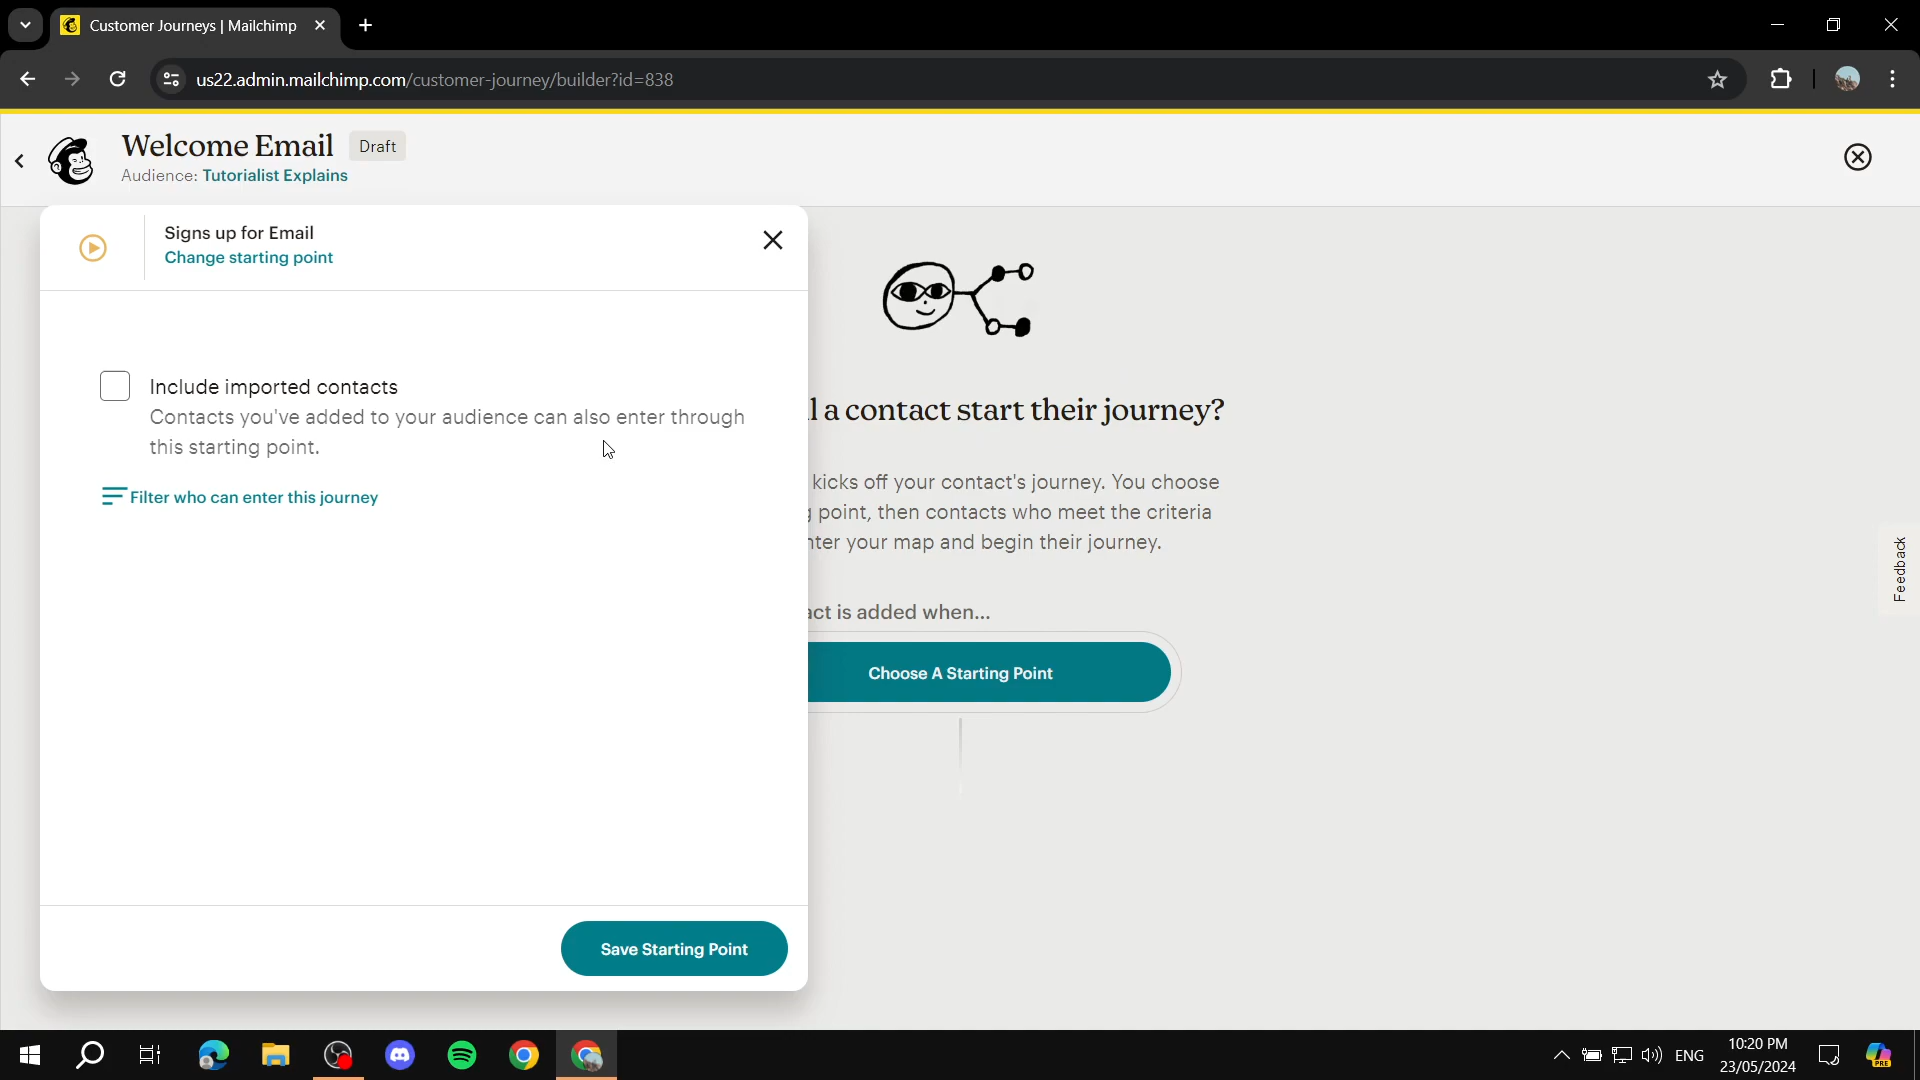 Customer Journeys | Mailchimp
us22.admin.mailchimp.com/customer-journey/builder?id=838
Welcome Email
Draft
Audience: Tutorialist Explains
Signs up for Email
Change starting point
Include imported contacts
Contacts you've added to your audience can also enter through
this starting point.
Filter who can enter this journey
Save Starting Point
a contact start their journey?
kicks off your contact's journey. You choose
point, then contacts who meet the criteria
your map and begin their journey.
is added when...
Choose A Starting Point
Feedback
ENG
10:20 PM
23/05/2024
PRE